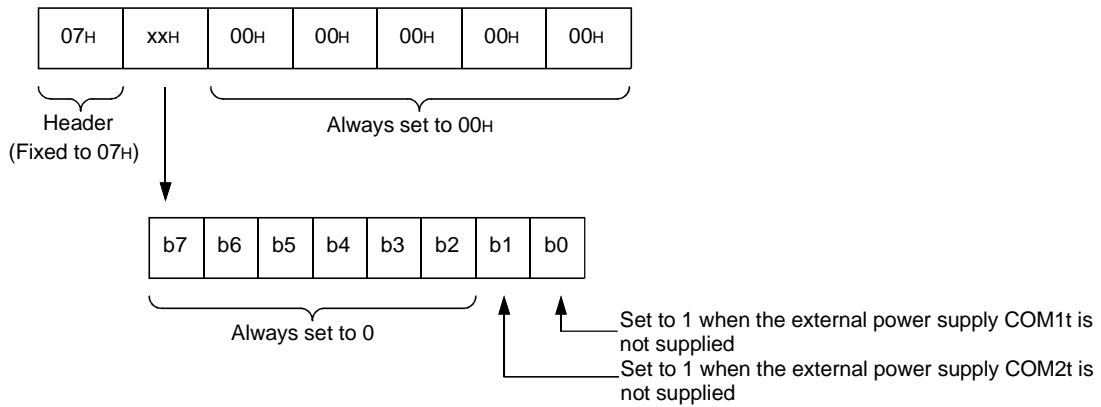 07H xxH 00H 00H 00H 00H 00H
Header
(Fixed to 07H)
Always set to 00H
b7 b6 b5 b4 b3 b2 b1 b0
Always set to 0
Set to 1 when the external power supply COM1t is
not supplied
Set to 1 when the external power supply COM2t is
not supplied